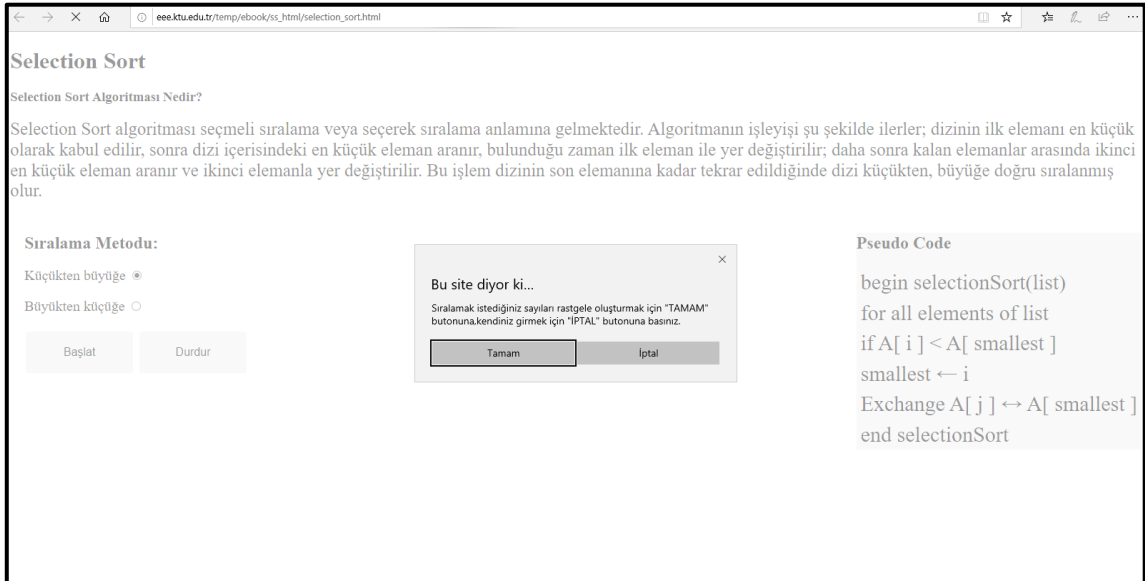 eee.ktu.edu.tr/temp/ebook/ss_html/selection_sort.html
Selection Sort
Selection Sort Algoritması Nedir?
Selection Sort algoritması seçmeli sıralama veya seçerek sıralama anlamına gelmektedir. Algoritmanın işleyişi şu şekilde ilerler; dizinin ilk elemanı en küçük
olarak kabul edilir, sonra dizi içerisindeki en küçük eleman aranır, bulunduğu zaman ilk eleman ile yer değiştirilir; daha sonra kalan elemanlar arasında ikinci
en küçük eleman aranır ve ikinci elemanla yer değiştirilir. Bu işlem dizinin son elemanına kadar tekrar edildiğinde dizi küçükten, büyüğe doğru sıralanmış
olur.
Sıralama Metodu:
Küçükten büyüğe
Büyükten küçüğe
Başlat Durdur
Bu site diyor ki...
Sıralamak istediğiniz sayıları rastgele oluşturmak için "TAMAM"
butonuna,kendiniz girmek için "İPTAL" butonuna basınız.
Tamam İptal
Pseudo Code
begin selectionSort(list)
for all elements of list
if A[ i ] < A[ smallest ]
smallest ← i
Exchange A[ j ] ↔ A[ smallest ]
end selectionSort